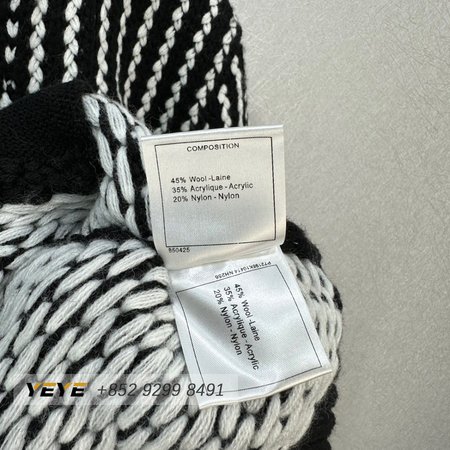 COMPOSITION
45% Wool -Laine
35% Acrylique - Acrylic
20% Nylon - Nylon
850425
45% Wool -Laine
35% Acrylique - Acrylic
20% Nylon - Nylon
YEYE +852 9299 8491